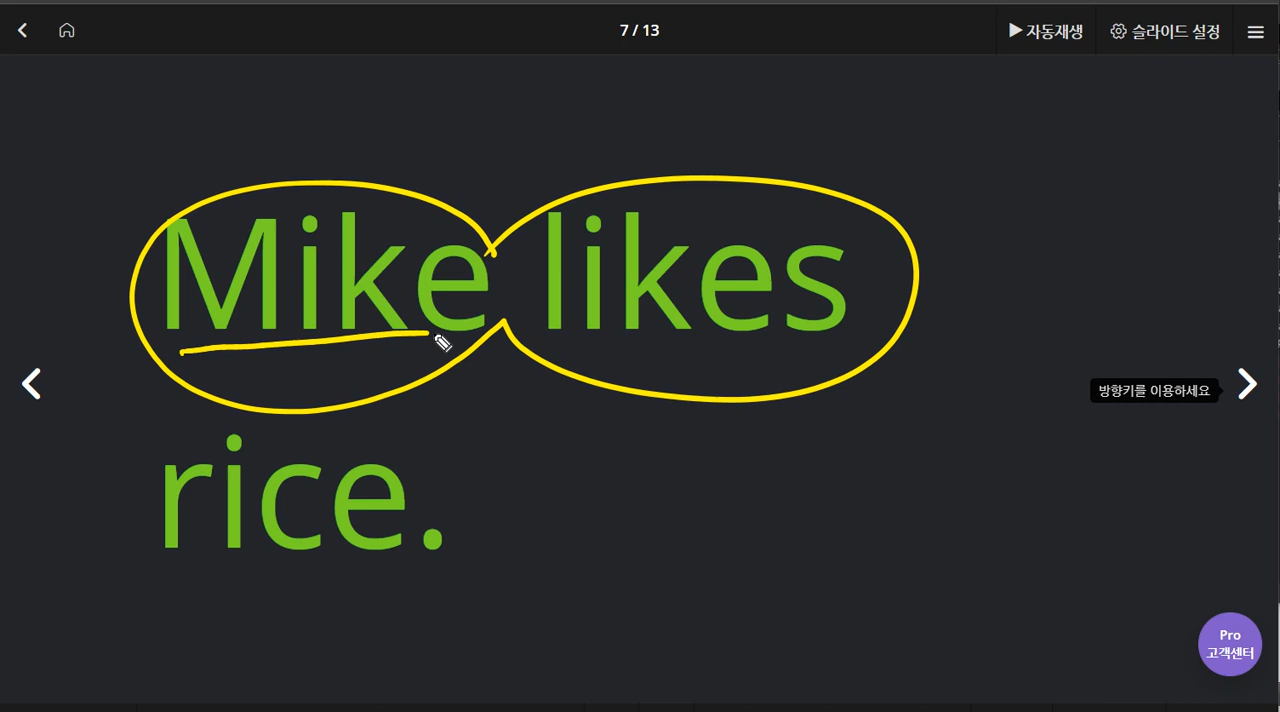 7 / 13
자동재생
슬라이드 설정
Mike likes
rice.
방향키를 이용하세요
Pro
고객센터